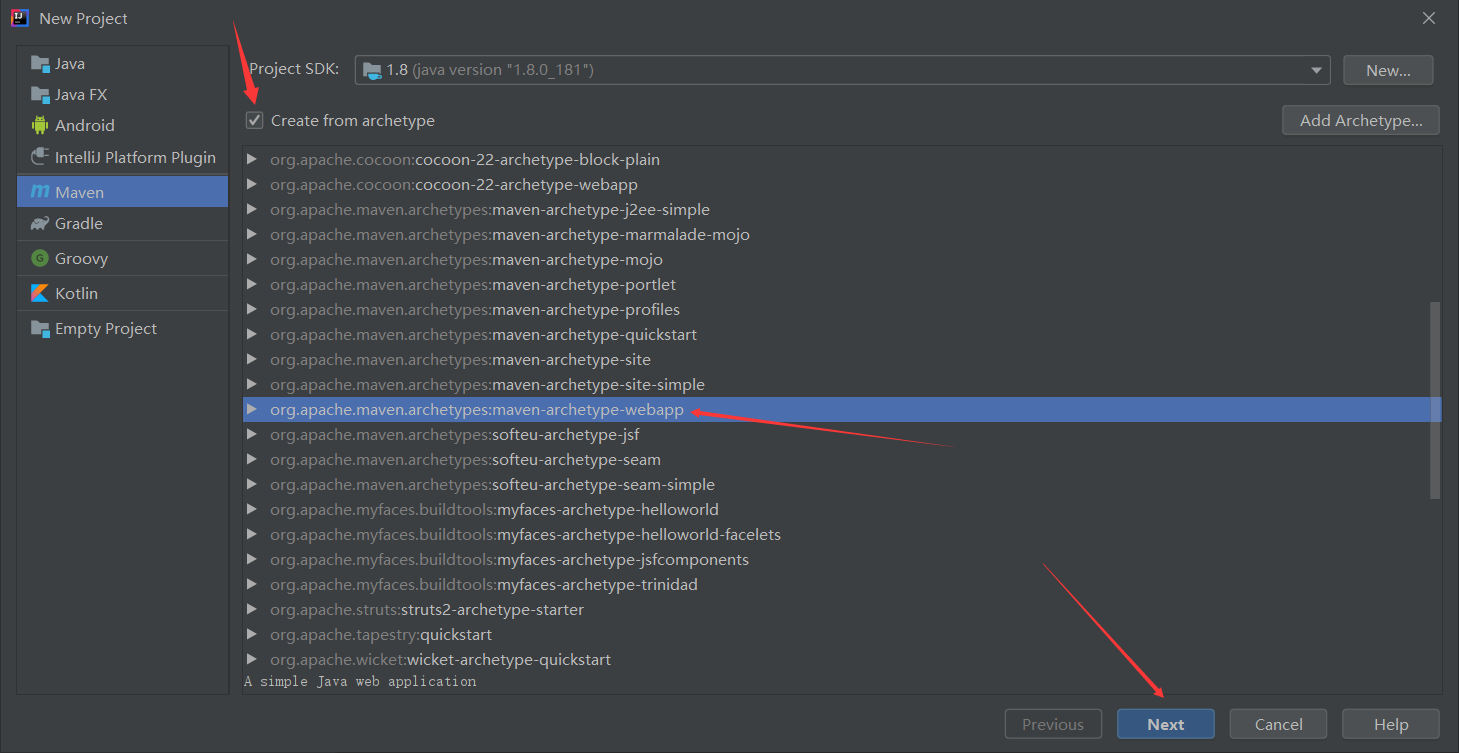 New Project
Java
Java FX
Android
IntelliJ Platform Plugin
Maven
Gradle
Groovy
Kotlin
Empty Project
Project SDK: 1.8 (java version "1.8.0_181") New...
Create from archetype Add Archetype...
org.apache.cocoon:cocoon-22-archetype-block-plain
org.apache.cocoon:cocoon-22-archetype-webapp
org.apache.maven.archetypes:maven-archetype-j2ee-simple
org.apache.maven.archetypes:maven-archetype-marmalade-mojo
org.apache.maven.archetypes:maven-archetype-mojo
org.apache.maven.archetypes:maven-archetype-portlet
org.apache.maven.archetypes:maven-archetype-profiles
org.apache.maven.archetypes:maven-archetype-quickstart
org.apache.maven.archetypes:maven-archetype-site
org.apache.maven.archetypes:maven-archetype-site-simple
org.apache.maven.archetypes:maven-archetype-webapp
org.apache.maven.archetypes:softeu-archetype-jsf
org.apache.maven.archetypes:softeu-archetype-seam
org.apache.maven.archetypes:softeu-archetype-seam-simple
org.apache.myfaces.buildtools:myfaces-archetype-helloworld
org.apache.myfaces.buildtools:myfaces-archetype-helloworld-facelets
org.apache.myfaces.buildtools:myfaces-archetype-jsfcomponents
org.apache.myfaces.buildtools:myfaces-archetype-trinidad
org.apache.struts:struts2-archetype-starter
org.apache.tapestry:quickstart
org.apache.wicket:wicket-archetype-quickstart
A simple Java web application
Previous Next Cancel Help